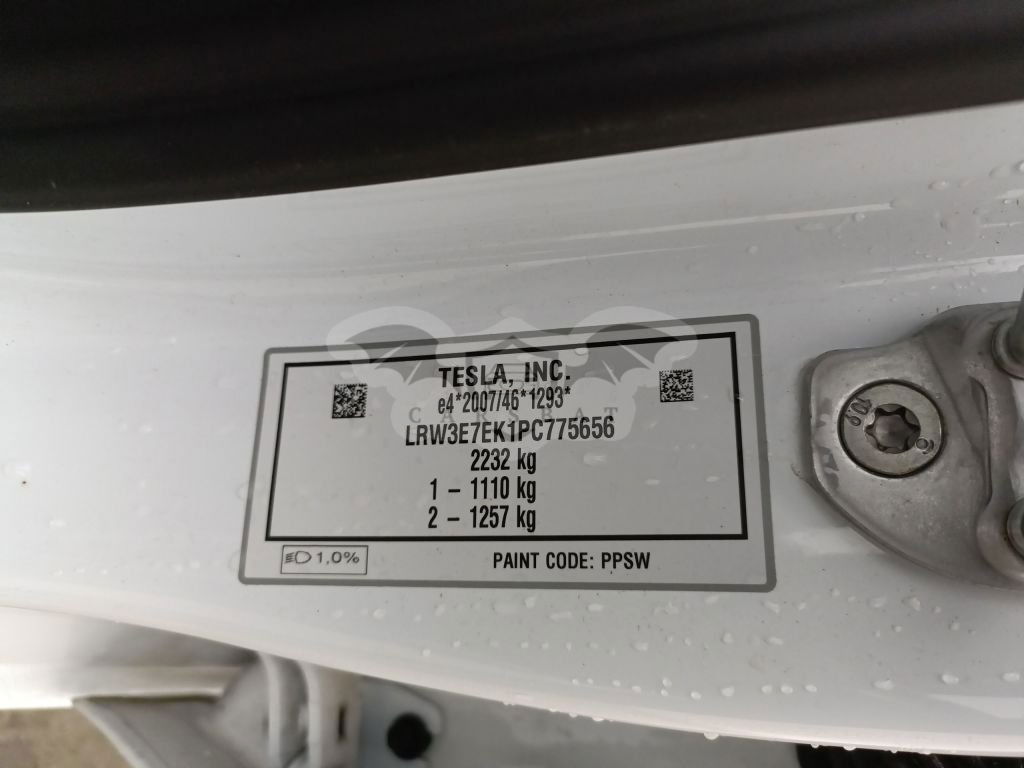 TESLA, INC.
e4*2007/46*1293*
CARSBAT
LRW3E7EK1PC775656
2232 kg
1 – 1110 kg
2 – 1257 kg
1,0%
PAINT CODE: PPSW